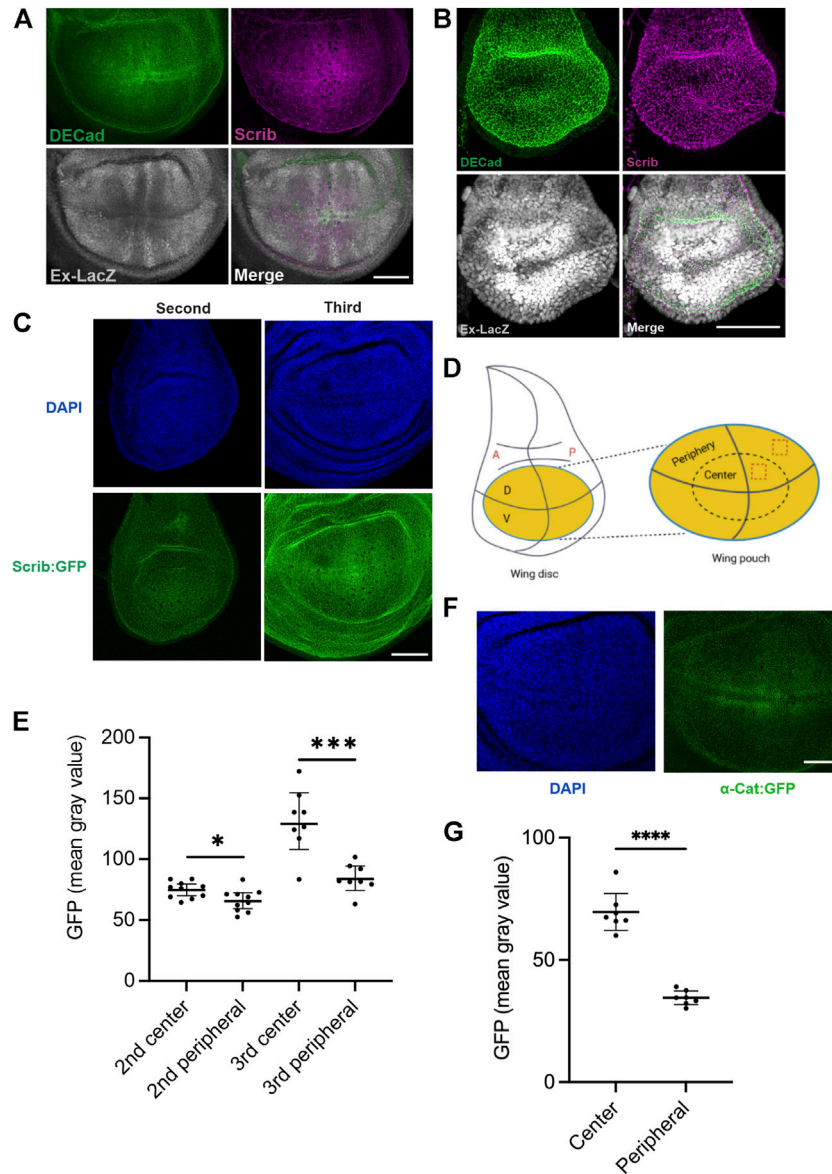 A
DECad
Scrib
Ex-LacZ
Merge
B
DECad
Scrib
Ex-LacZ
Merge
C
Second
Third
DAPI
Scrib:GFP
D
A
P
D
V
Wing disc
Periphery
Center
Wing pouch
E
GFP (mean gray value)
200
150
100
50
0
*
***
2nd center
2nd peripheral
3rd center
3rd peripheral
F
DAPI
α-Cat:GFP
G
GFP (mean gray value)
100
50
0
****
Center
Peripheral